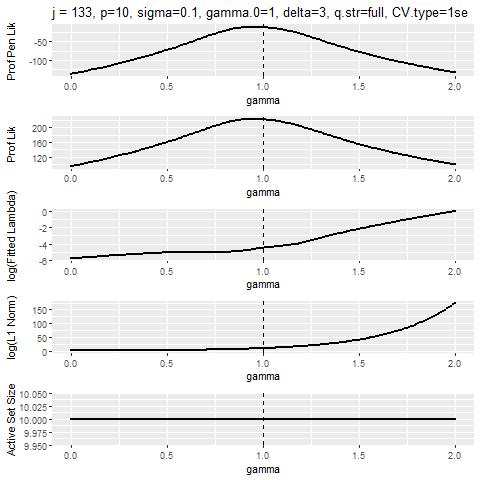 j = 133, p=10, sigma=0.1, gamma.0=1, delta=3, q.str=full, CV.type=1se
Prof Pen Lik
-50
-100
0.0 0.5 1.0 1.5 2.0
gamma
Prof Lik
200
160
120
0.0 0.5 1.0 1.5 2.0
gamma
log(Fitted Lambda)
0
-2
-4
-6
0.0 0.5 1.0 1.5 2.0
gamma
log(L1 Norm)
150
100
50
0
0.0 0.5 1.0 1.5 2.0
gamma
Active Set Size
10.050
10.025
10.000
9.975
9.950
0.0 0.5 1.0 1.5 2.0
gamma